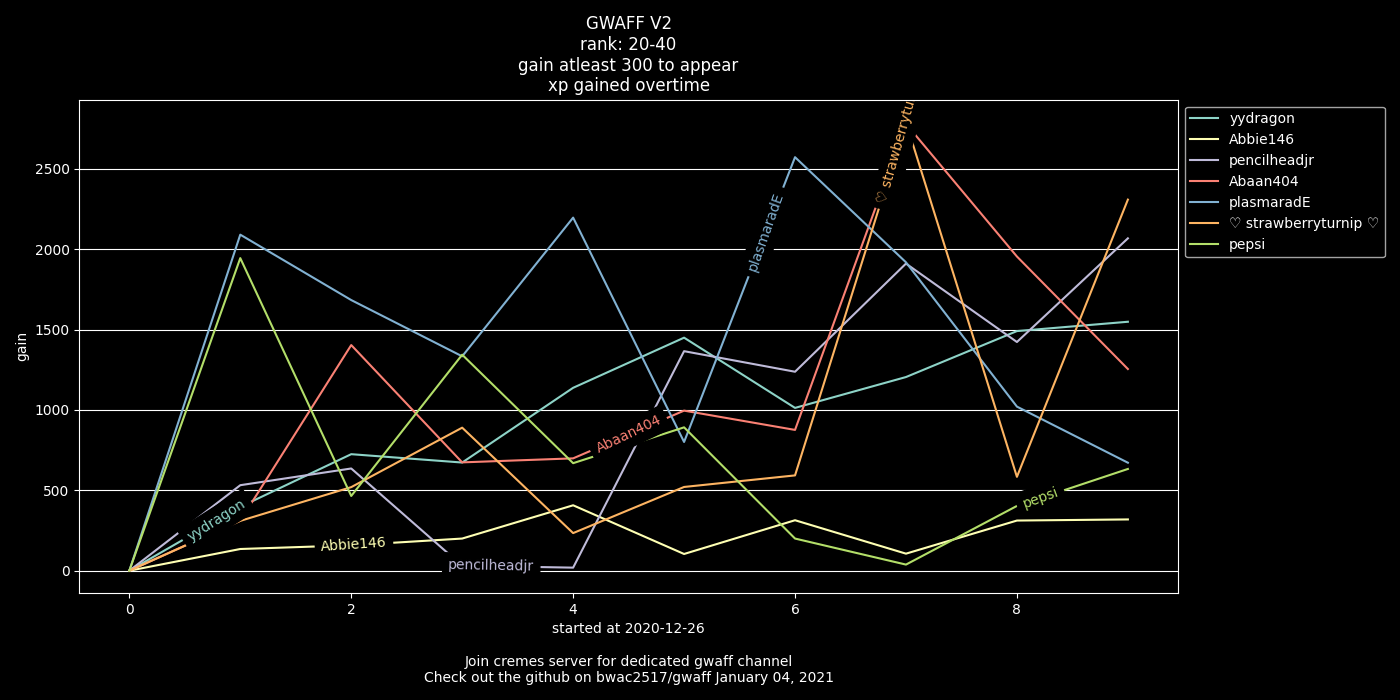 GWAFF V2
rank: 20-40
gain atleast 300 to appear
xp gained overtime
gain
2500
2000
1500
1000
500
0
0 2 4 6 8
yydragon
Abbie146
pencilheadjr
Abaan404
plasmaradE
♡ strawberrytu
pepsi
yydragon
Abbie146
pencilheadjr
Abaan404
plasmaradE
♡ strawberryturnip ♡
pepsi
started at 2020-12-26
Join cremes server for dedicated gwaff channel
Check out the github on bwac2517/gwaff January 04, 2021